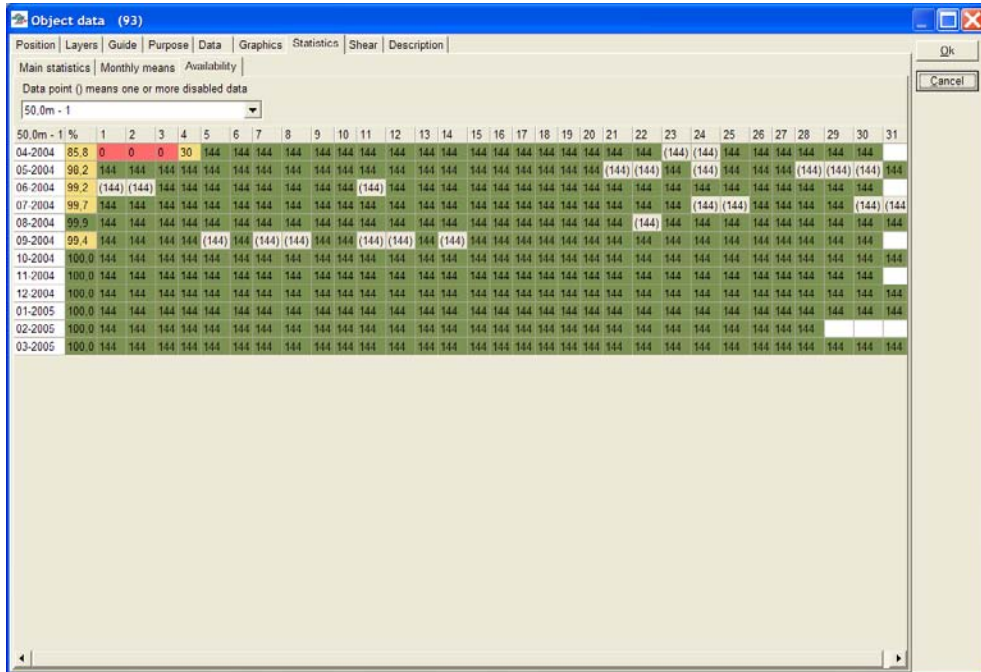 Object data (93)
Position Layers Guide Purpose Data Graphics Statistics Shear Description
Ok
Main statistics Monthly means Availability
Cancel
Data point () means one or more disabled data
50,0m - 1
50,0m - 1 % 1 2 3 4 5 6 7 8 9 10 11 12 13 14 15 16 17 18 19 20 21 22 23 24 25 26 27 28 29 30 31
04-2004 85,8 0 0 0 30 144 144 144 144 144 144 144 144 144 144 144 144 144 144 144 144 144 144 (144) (144) 144 144 144 144 144 144
05-2004 98,2 144 144 144 144 144 144 144 144 144 144 144 144 144 144 144 144 144 144 144 144 (144) (144) 144 (144) 144 144 144 (144) (144) (144) 144
06-2004 99,2 (144) (144) 144 144 144 144 144 144 144 144 (144) 144 144 144 144 144 144 144 144 144 144 144 144 144 144 144 144 144 144 144
07-2004 99,7 144 144 144 144 144 144 144 144 144 144 144 144 144 144 144 144 144 144 144 144 144 144 144 (144) (144) 144 144 144 144 (144) (144
08-2004 99,9 144 144 144 144 144 144 144 144 144 144 144 144 144 144 144 144 144 144 144 144 144 (144) 144 144 144 144 144 144 144 144 144
09-2004 99,4 144 144 144 144 (144) 144 (144) (144) 144 144 (144) (144) 144 (144) 144 144 144 144 144 144 144 144 144 144 144 144 144 144 144 144
10-2004 100,0 144 144 144 144 144 144 144 144 144 144 144 144 144 144 144 144 144 144 144 144 144 144 144 144 144 144 144 144 144 144 144
11-2004 100,0 144 144 144 144 144 144 144 144 144 144 144 144 144 144 144 144 144 144 144 144 144 144 144 144 144 144 144 144 144 144
12-2004 100,0 144 144 144 144 144 144 144 144 144 144 144 144 144 144 144 144 144 144 144 144 144 144 144 144 144 144 144 144 144 144 144
01-2005 100,0 144 144 144 144 144 144 144 144 144 144 144 144 144 144 144 144 144 144 144 144 144 144 144 144 144 144 144 144 144 144 144
02-2005 100,0 144 144 144 144 144 144 144 144 144 144 144 144 144 144 144 144 144 144 144 144 144 144 144 144 144 144 144 144
03-2005 100,0 144 144 144 144 144 144 144 144 144 144 144 144 144 144 144 144 144 144 144 144 144 144 144 144 144 144 144 144 144 144 144